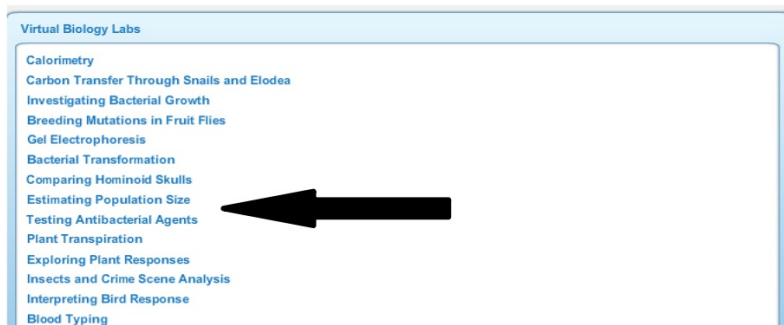 Virtual Biology Labs
Calorimetry
Carbon Transfer Through Snails and Elodea
Investigating Bacterial Growth
Breeding Mutations in Fruit Flies
Gel Electrophoresis
Bacterial Transformation
Comparing Hominoid Skulls
Estimating Population Size
Testing Antibacterial Agents
Plant Transpiration
Exploring Plant Responses
Insects and Crime Scene Analysis
Interpreting Bird Response
Blood Typing